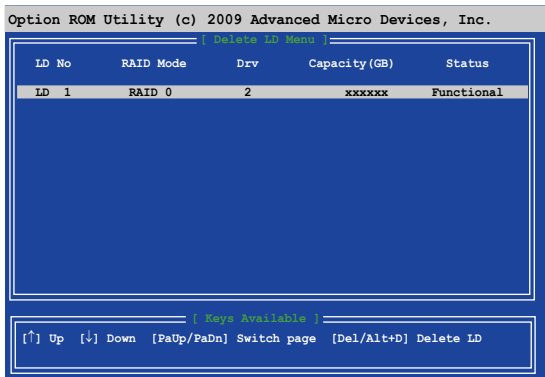 Option ROM Utility (c) 2009 Advanced Micro Devices, Inc.
[ Delete LD Menu ]
LD No RAID Mode Drv Capacity(GB) Status
LD 1 RAID 0 2 xxxxxx Functional
[ Keys Available ]
[↑] Up [↓] Down [PaUp/PaDn] Switch page [Del/Alt+D] Delete LD